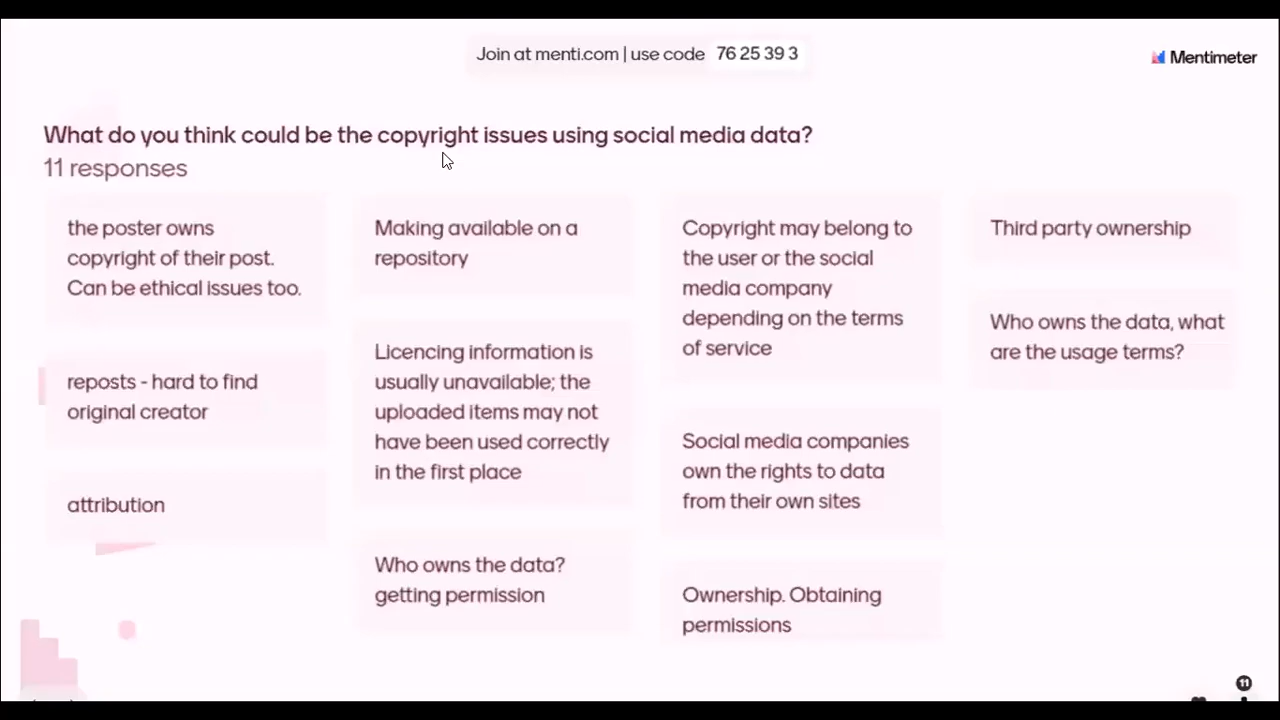 Join at menti.com | use code 76 25 39 3
Mentimeter
What do you think could be the copyright issues using social media data?
11 responses
the poster owns
copyright of their post.
Can be ethical issues too.
reposts - hard to find
original creator
attribution
Making available on a
repository
Licencing information is
usually unavailable; the
uploaded items may not
have been used correctly
in the first place
Who owns the data?
getting permission
Copyright may belong to
the user or the social
media company
depending on the terms
of service
Social media companies
own the rights to data
from their own sites
Ownership. Obtaining
permissions
Third party ownership
Who owns the data, what
are the usage terms?
11